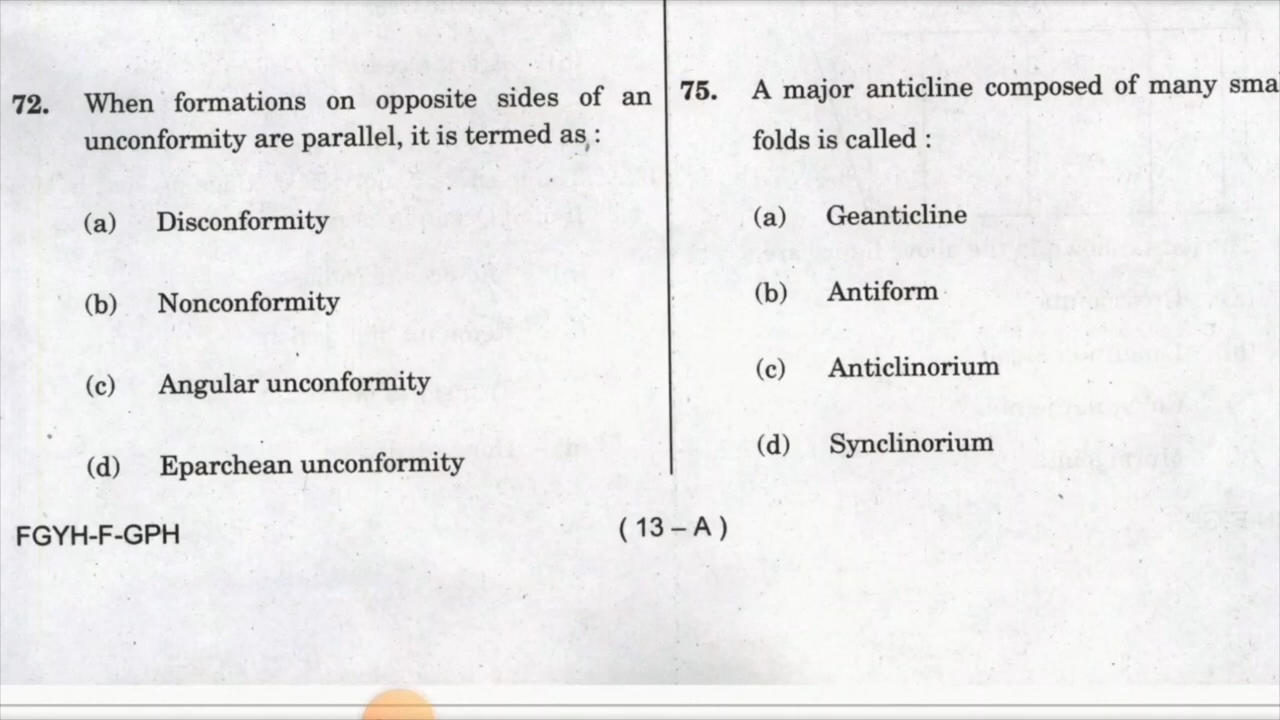 72. When formations on opposite sides of an
unconformity are parallel, it is termed as :
(a) Disconformity
(b) Nonconformity
(c) Angular unconformity
(d) Eparchean unconformity
FGYH-F-GPH
75. A major anticline composed of many sma
folds is called :
(a) Geanticline
(b) Antiform
(c) Anticlinorium
(d) Synclinorium
( 13 – A )